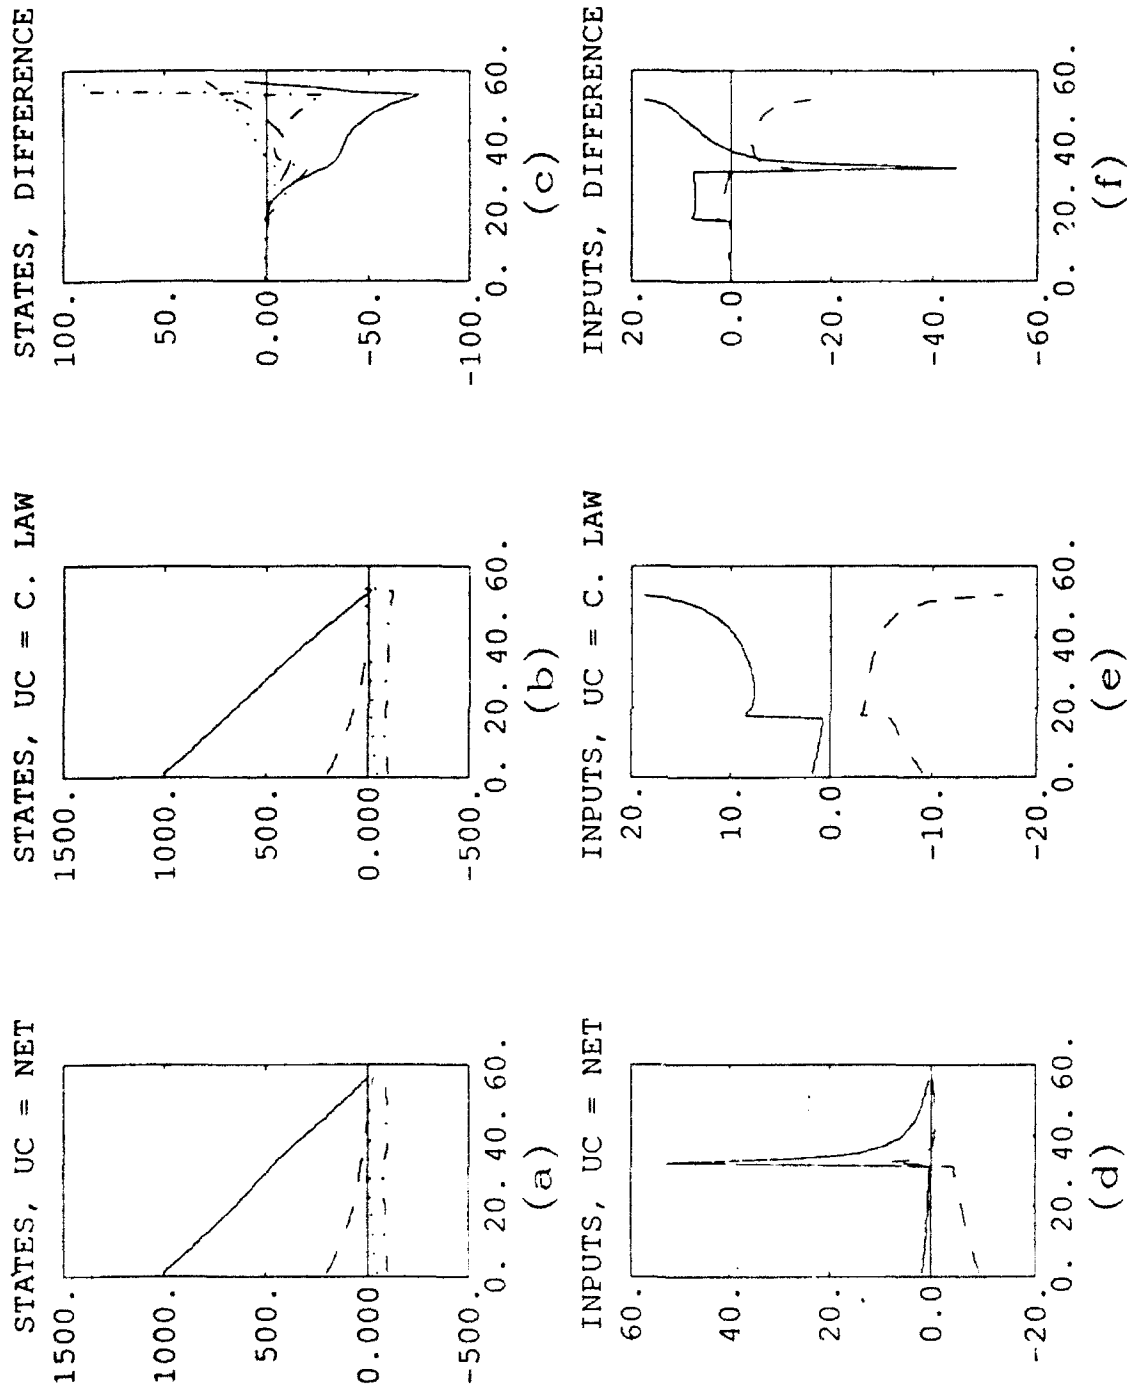 STATES, UC = NET
1500.
1000.
500.
0.000
-500.
0. 20. 40. 60.
(a)
STATES, UC = C. LAW
1500.
1000.
500.
0.000
-500.
0. 20. 40. 60.
(b)
STATES, DIFFERENCE
100.
50.
0.00
-50.
-100.
0. 20. 40. 60.
(c)
INPUTS, UC = NET
60.
40.
20.
0.0
-20.
0. 20. 40. 60.
(d)
INPUTS, UC = C. LAW
20.
10.
0.0
-10.
-20.
0. 20. 40. 60.
(e)
INPUTS, DIFFERENCE
20.
0.0
-20.
-40.
-60.
0. 20. 40. 60.
(f)